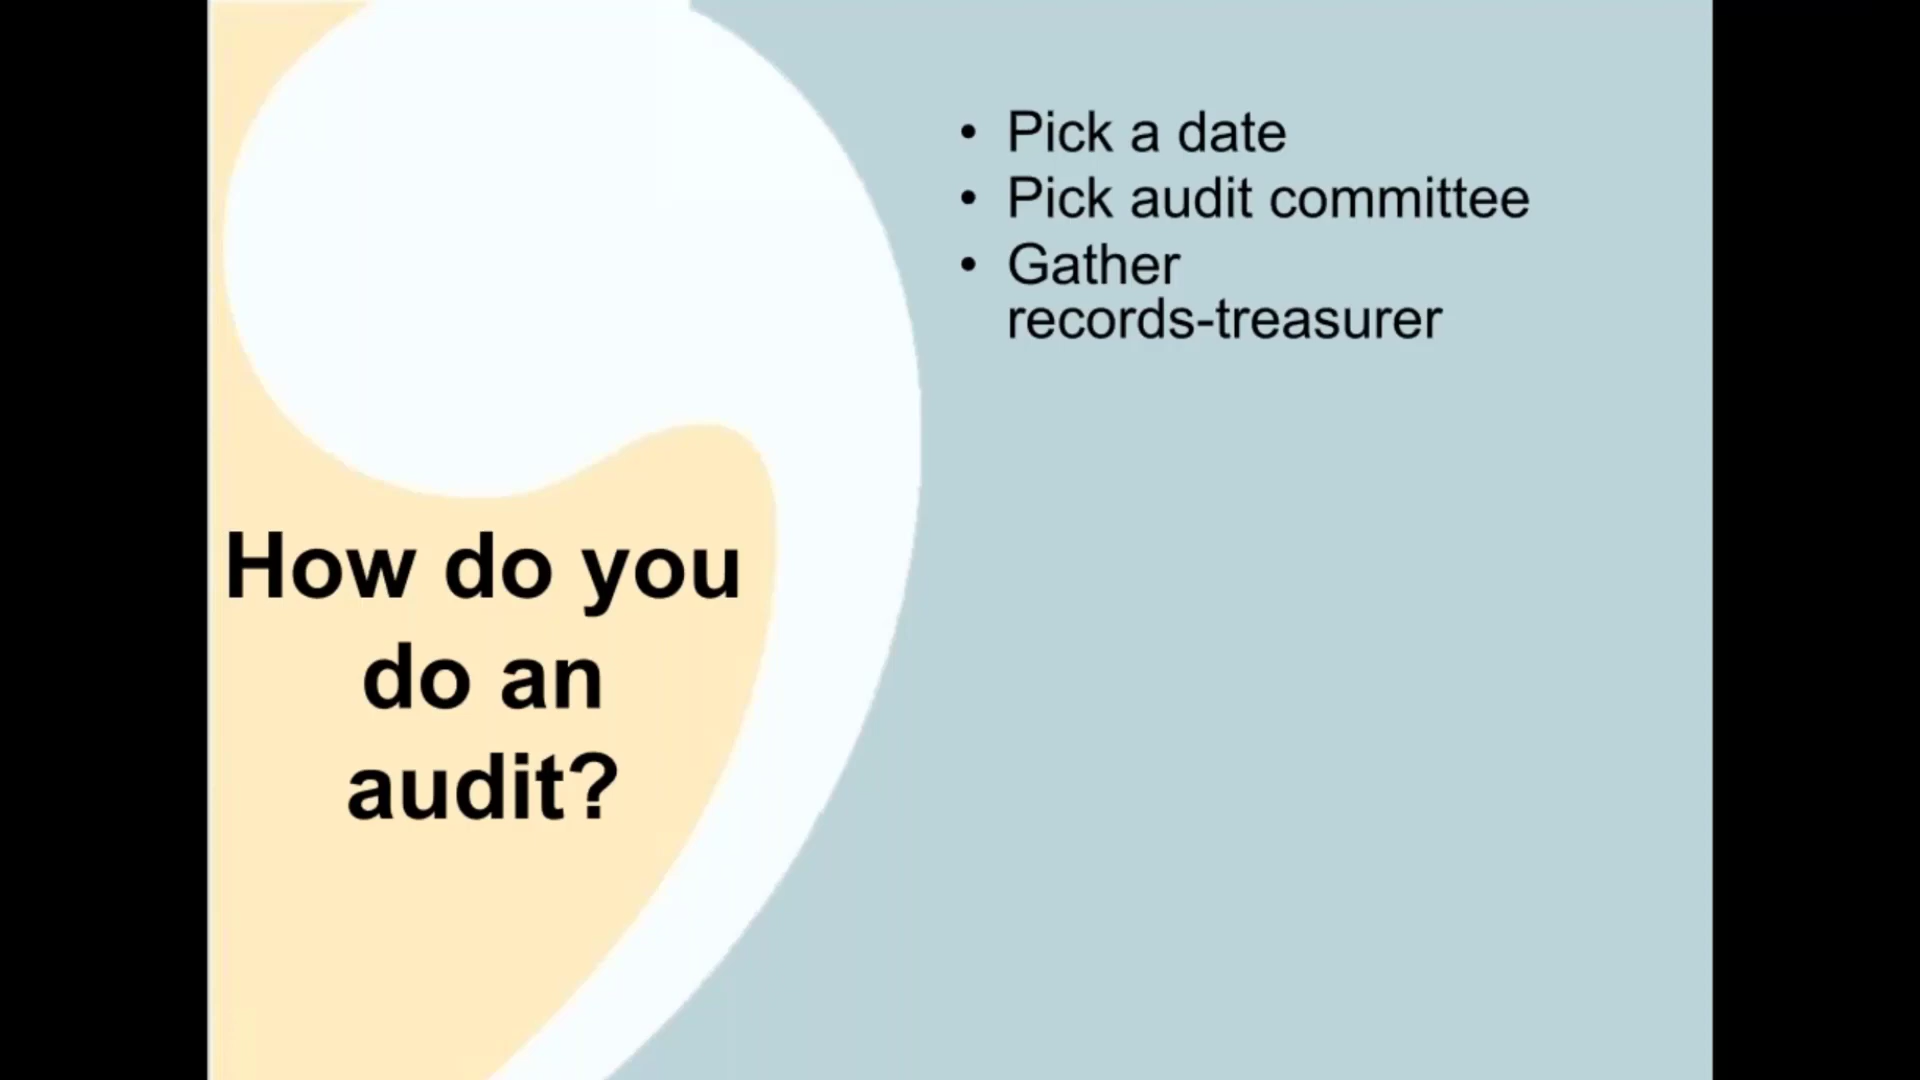 How do you
do an
audit?
• Pick a date
• Pick audit committee
• Gather
records-treasurer